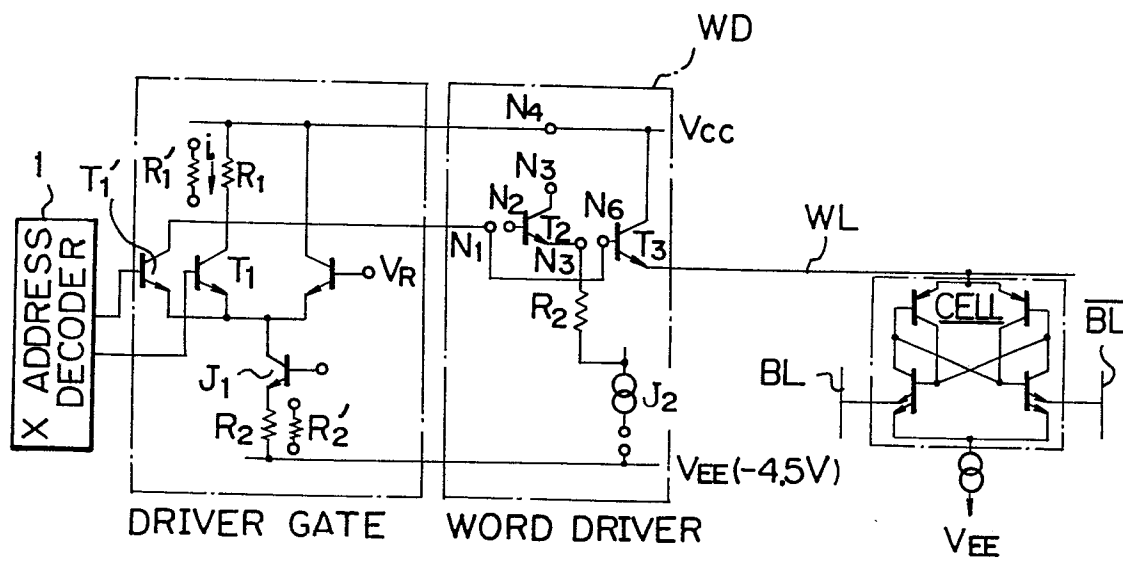 WD
N4
VCC
1
T1'
R1'
i
R1
N3
N2
N6
T2
T3
N1
N3
WL
X ADDRESS
DECODER
T1
VR
R2
CELL
BL
BL
J1
R2
R2'
J2
VEE(-4,5V)
DRIVER GATE
WORD DRIVER
VEE